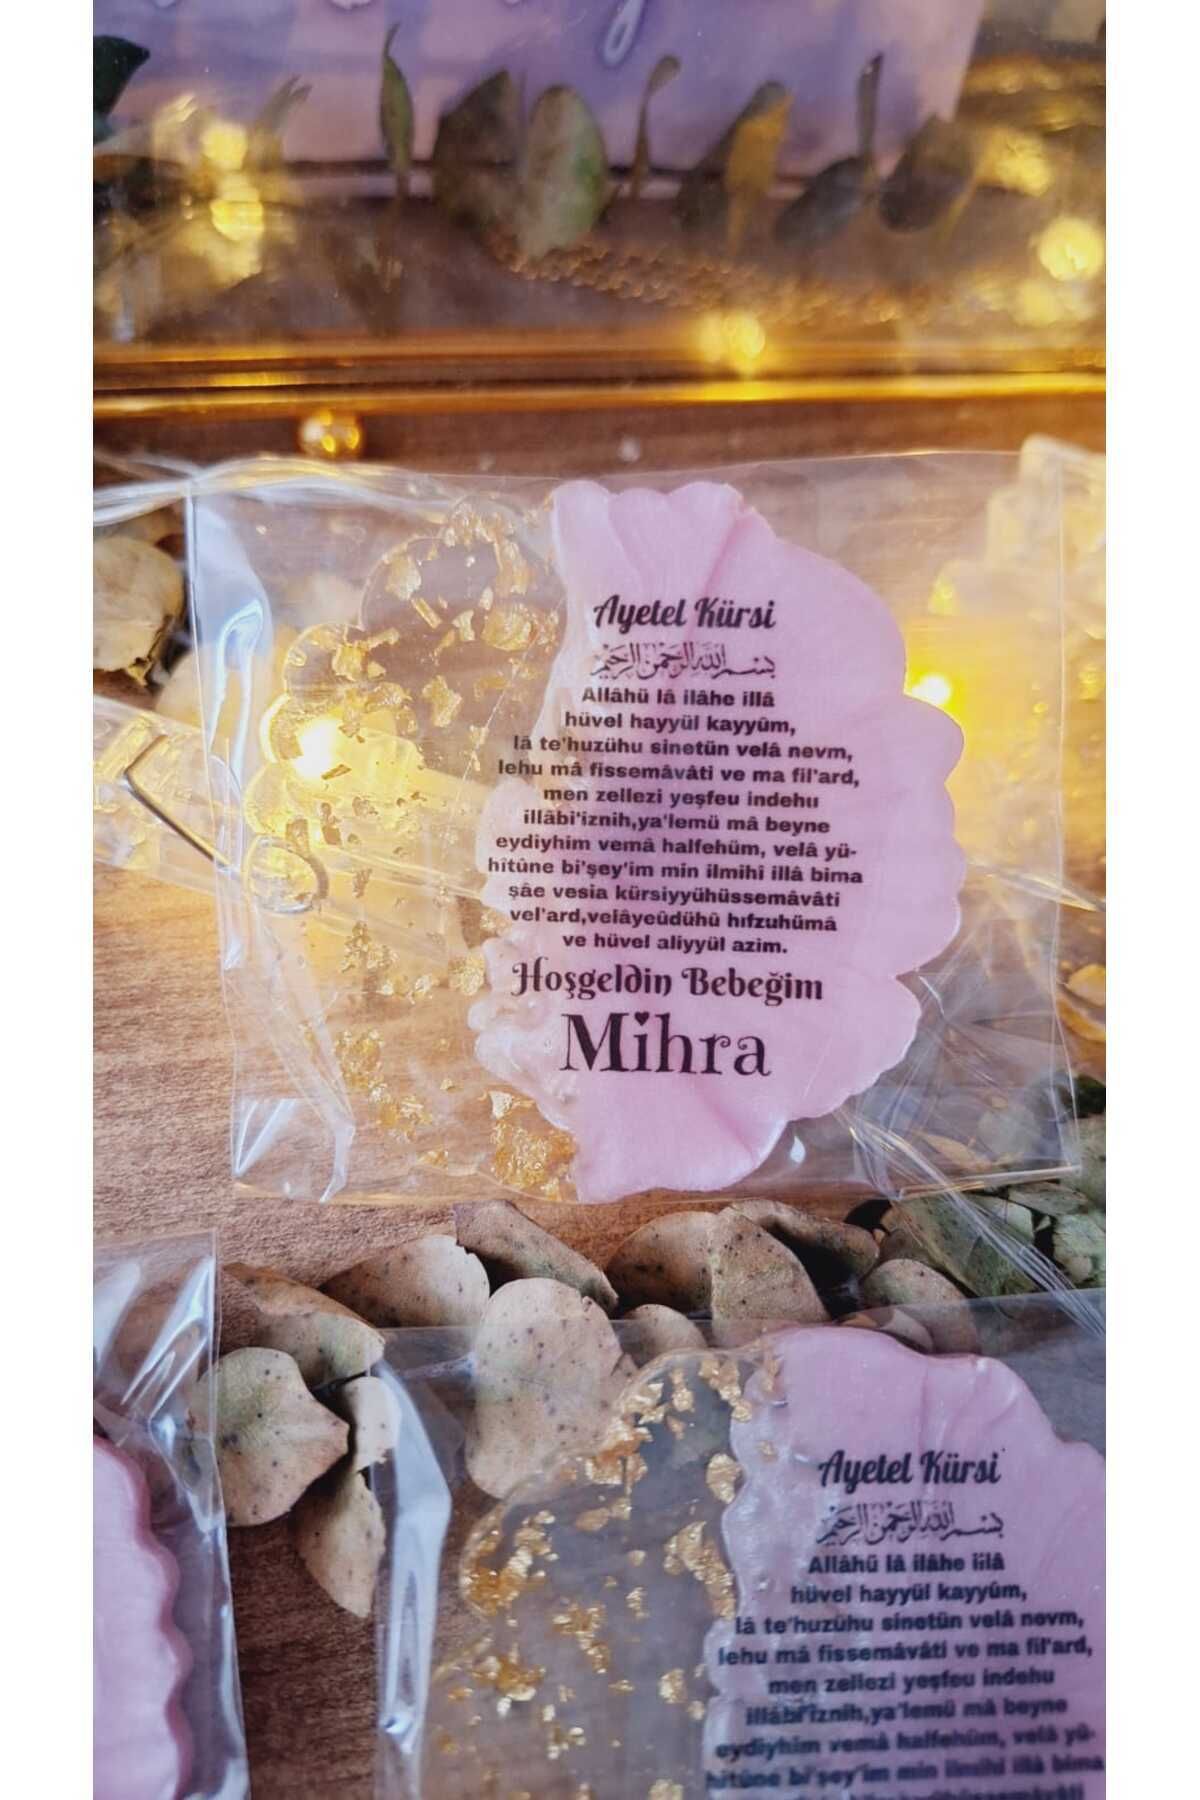 Ayetel Kürsi
بسم الله الرحمن الرحيم
Allâhü lâ ilâhe illâ
hüvel hayyül kayyûm,
lâ te'huzühu sinetün velâ nevm,
lehu mâ fissemâvâti ve ma fil'ard,
men zellezi yeşfeu indehu
illâbi'iznih,ya'lemü mâ beyne
eydiyhim vemâ halfehüm, velâ yü-
hîtûne bi'şey'im min ilmihî illâ bima
şâe vesia kürsiyyühüssemâvâti
vel'ard,velâyeûdühû hıfzuhümâ
ve hüvel aliyyül azim.
Hoşgeldin Bebeğim
Mihra
Ayetel Kürsi
بسم الله الرحمن الرحيم
Allâhü lâ ilâhe illâ
hüvel hayyül kayyûm,
lâ te'huzühu sinetün velâ nevm,
lehu mâ fissemâvâti ve ma fil'ard,
men zellezi yeşfeu indehu
illâbi'iznih,ya'lemü mâ beyne
eydiyhim vemâ halfehüm, velâ yü-
hîtûne bi'şey'im min ilmihî illâ bima